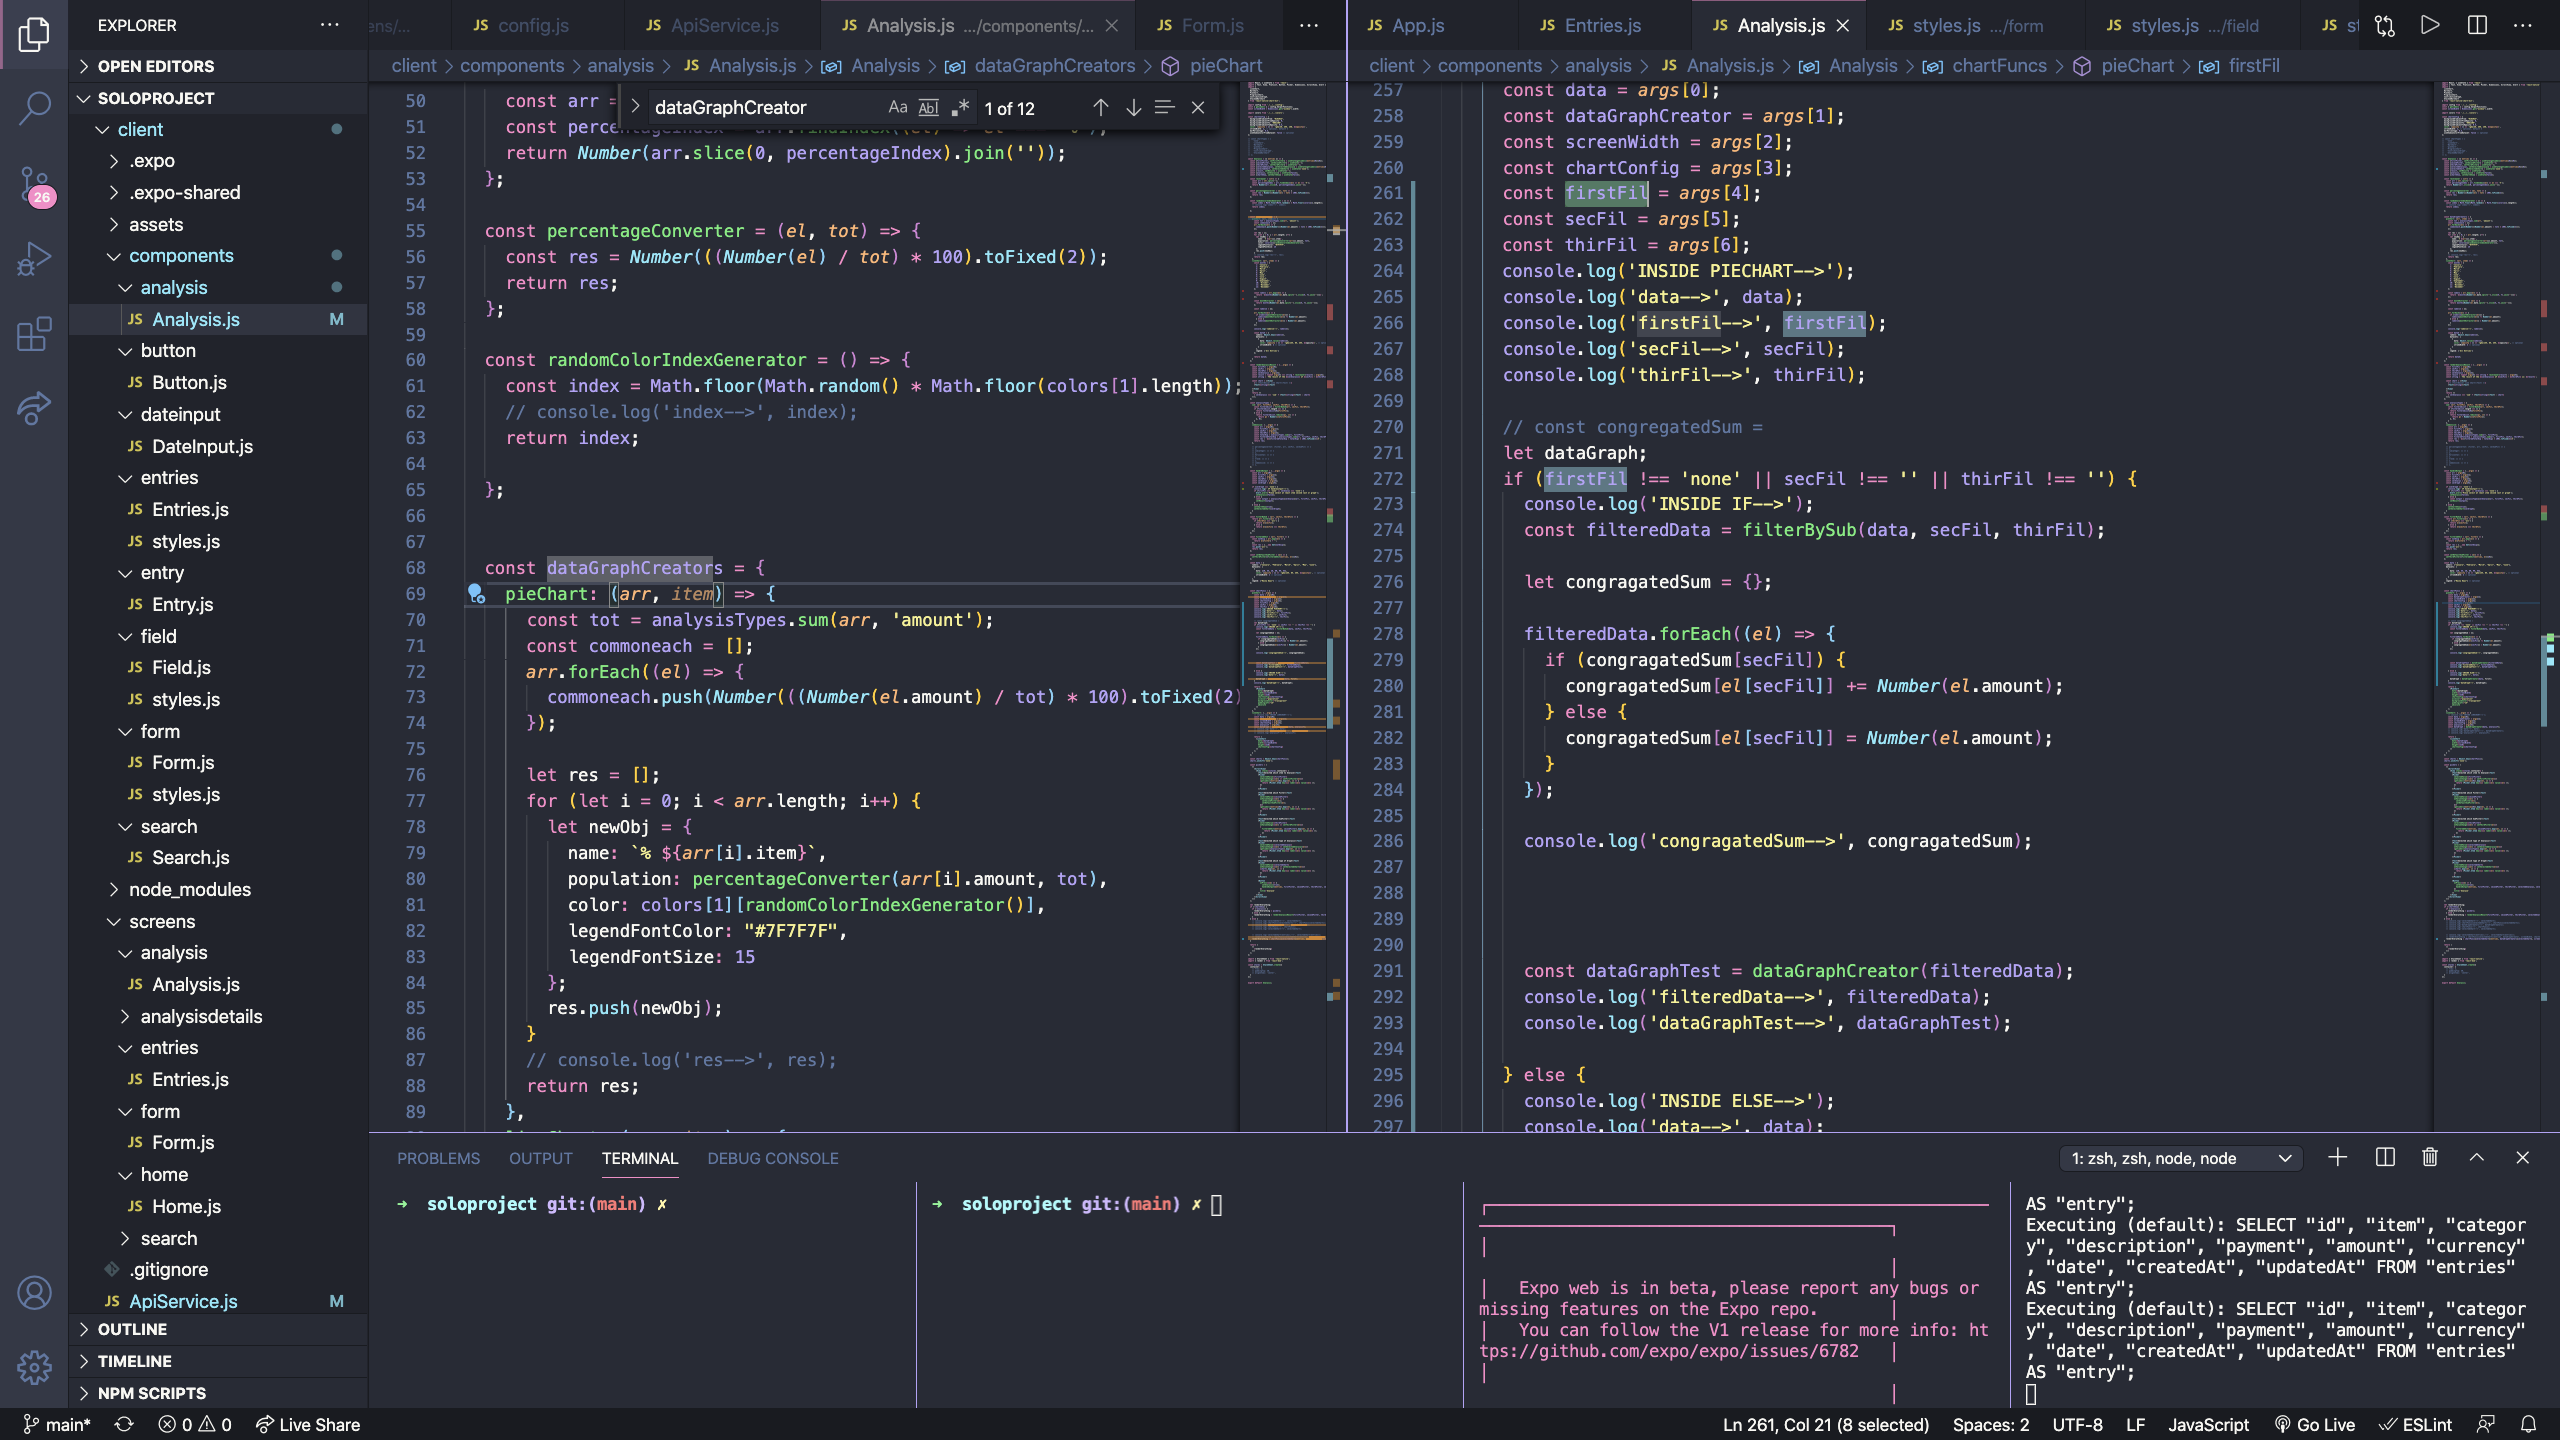 EXPLORER
OPEN EDITORS
SOLOPROJECT
client
.expo
.expo-shared
assets
components
analysis
JS Analysis.js M
button
JS Button.js
dateinput
JS DateInput.js
entries
JS Entries.js
JS styles.js
entry
JS Entry.js
field
JS Field.js
JS styles.js
form
JS Form.js
JS styles.js
search
JS Search.js
node_modules
screens
analysis
JS Analysis.js
analysisdetails
entries
JS Entries.js
form
JS Form.js
home
JS Home.js
search
.gitignore
JS ApiService.js M
OUTLINE
TIMELINE
NPM SCRIPTS
26
ens/...
JS config.js
JS ApiService.js
JS Analysis.js .../components/...
JS Form.js
client > components > analysis > JS Analysis.js > Analysis > dataGraphCreators > pieChart
dataGraphCreator Aa Abl .* 1 of 12
50 const arr =
51 const percentageIndex
52 return Number(arr.slice(0, percentageIndex).join(''));
53 };
54
55 const percentageConverter = (el, tot) => {
56 const res = Number(((Number(el) / tot) * 100).toFixed(2));
57 return res;
58 };
59
60 const randomColorIndexGenerator = () => {
61 const index = Math.floor(Math.random() * Math.floor(colors[1].length));
62 // console.log('index-->', index);
63 return index;
64
65 };
66
67
68 const dataGraphCreators = {
69 pieChart: (arr, item) => {
70 const tot = analysisTypes.sum(arr, 'amount');
71 const commoneach = [];
72 arr.forEach((el) => {
73 commoneach.push(Number(((Number(el.amount) / tot) * 100).toFixed(2)
74 });
75
76 let res = [];
77 for (let i = 0; i < arr.length; i++) {
78 let newObj = {
79 name: `% ${arr[i].item}`,
80 population: percentageConverter(arr[i].amount, tot),
81 color: colors[1][randomColorIndexGenerator()],
82 legendFontColor: "#7F7F7F",
83 legendFontSize: 15
84 };
85 res.push(newObj);
86 }
87 // console.log('res-->', res);
88 return res;
89 },
JS App.js
JS Entries.js
JS Analysis.js
JS styles.js .../form
JS styles.js .../field
JS st
client > components > analysis > JS Analysis.js > Analysis > chartFuncs > pieChart > firstFil
257 const data = args[0];
258 const dataGraphCreator = args[1];
259 const screenWidth = args[2];
260 const chartConfig = args[3];
261 const firstFil = args[4];
262 const secFil = args[5];
263 const thirFil = args[6];
264 console.log('INSIDE PIECHART-->');
265 console.log('data-->', data);
266 console.log('firstFil-->', firstFil);
267 console.log('secFil-->', secFil);
268 console.log('thirFil-->', thirFil);
269
270 // const congregatedSum =
271 let dataGraph;
272 if (firstFil !== 'none' || secFil !== '' || thirFil !== '') {
273 console.log('INSIDE IF-->');
274 const filteredData = filterBySub(data, secFil, thirFil);
275
276 let congragatedSum = {};
277
278 filteredData.forEach((el) => {
279 if (congragatedSum[secFil]) {
280 congragatedSum[el[secFil]] += Number(el.amount);
281 } else {
282 congragatedSum[el[secFil]] = Number(el.amount);
283 }
284 });
285
286 console.log('congragatedSum-->', congragatedSum);
287
288
289
290
291 const dataGraphTest = dataGraphCreator(filteredData);
292 console.log('filteredData-->', filteredData);
293 console.log('dataGraphTest-->', dataGraphTest);
294
295 } else {
296 console.log('INSIDE ELSE-->');
297 console.log('data-->', data);
PROBLEMS OUTPUT TERMINAL DEBUG CONSOLE
1: zsh, zsh, node, node
➜ soloproject git:(main) ✗
➜ soloproject git:(main) ✗
Expo web is in beta, please report any bugs or
missing features on the Expo repo.
You can follow the V1 release for more info: ht
tps://github.com/expo/expo/issues/6782
AS "entry";
Executing (default): SELECT "id", "item", "categor
y", "description", "payment", "amount", "currency"
, "date", "createdAt", "updatedAt" FROM "entries"
AS "entry";
Executing (default): SELECT "id", "item", "categor
y", "description", "payment", "amount", "currency"
, "date", "createdAt", "updatedAt" FROM "entries"
AS "entry";
main* 0 0 Live Share
Ln 261, Col 21 (8 selected) Spaces: 2 UTF-8 LF JavaScript Go Live ESLint